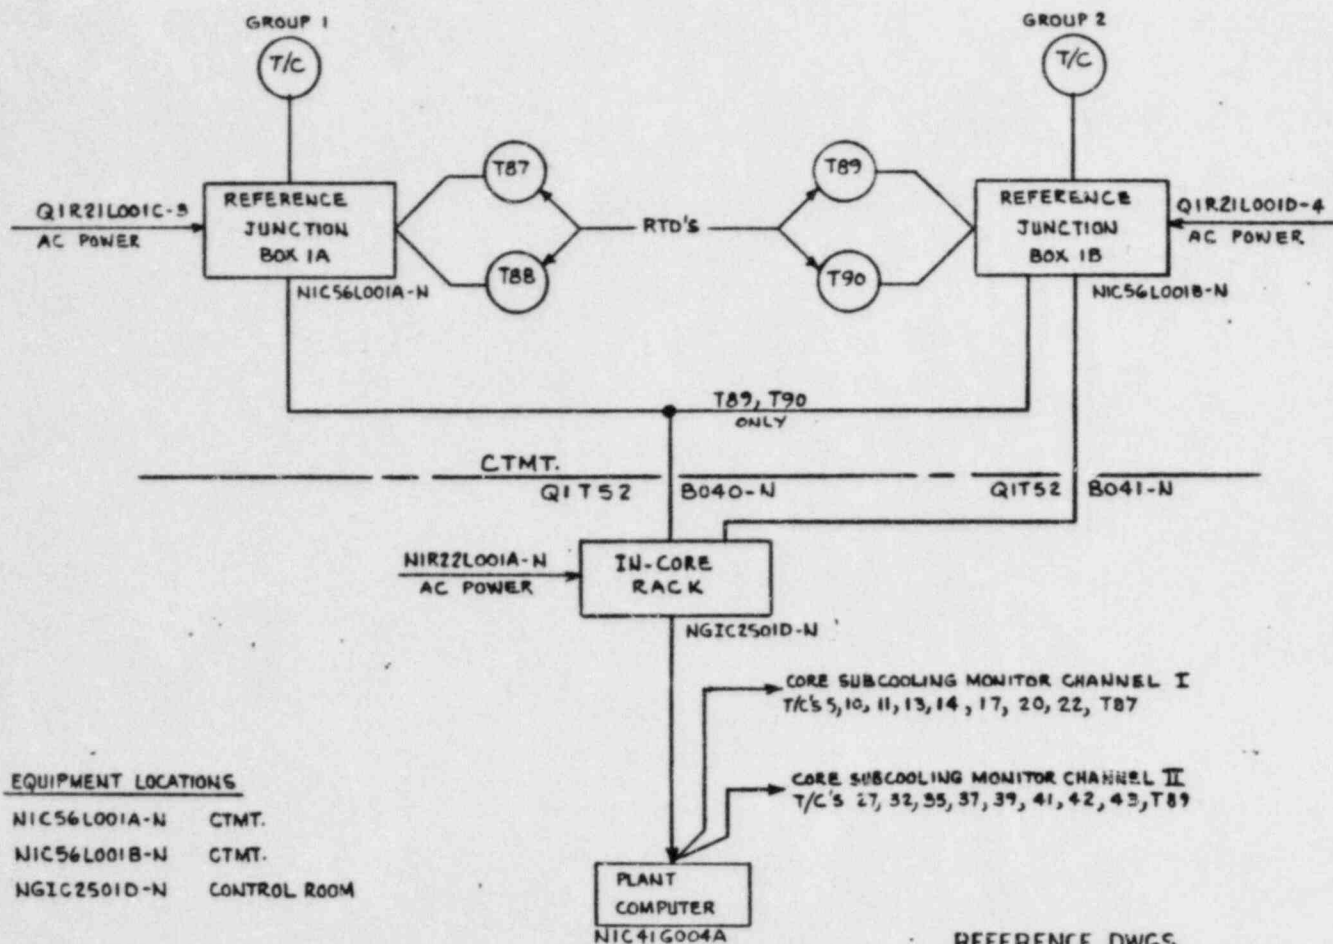 GROUP 1
T/C
GROUP 2
T/C
Q1R21L001C-3
AC POWER
REFERENCE
JUNCTION
BOX 1A
N1C56L001A-N
T87
T88
RTD'S
T89
T90
REFERENCE
JUNCTION
BOX 1B
N1C56L001B-N
Q1R21L001D-4
AC POWER
T89, T90
ONLY
CTMT.
Q1T52 B040-N
Q1T52 B041-N
N1R22L001A-N
AC POWER
IN-CORE
RACK
NG1C2501D-N
CORE SUBCOOLING MONITOR CHANNEL I
T/C'S 5, 10, 11, 13, 14, 17, 20, 22, T87
CORE SUBCOOLING MONITOR CHANNEL II
T/C'S 27, 32, 35, 37, 39, 41, 42, 43, T89
EQUIPMENT LOCATIONS
N1C56L001A-N CTMT.
N1C56L001B-N CTMT.
NG1C2501D-N CONTROL ROOM
PLANT
COMPUTER
N1C41G004A
REFERENCE DWGS.